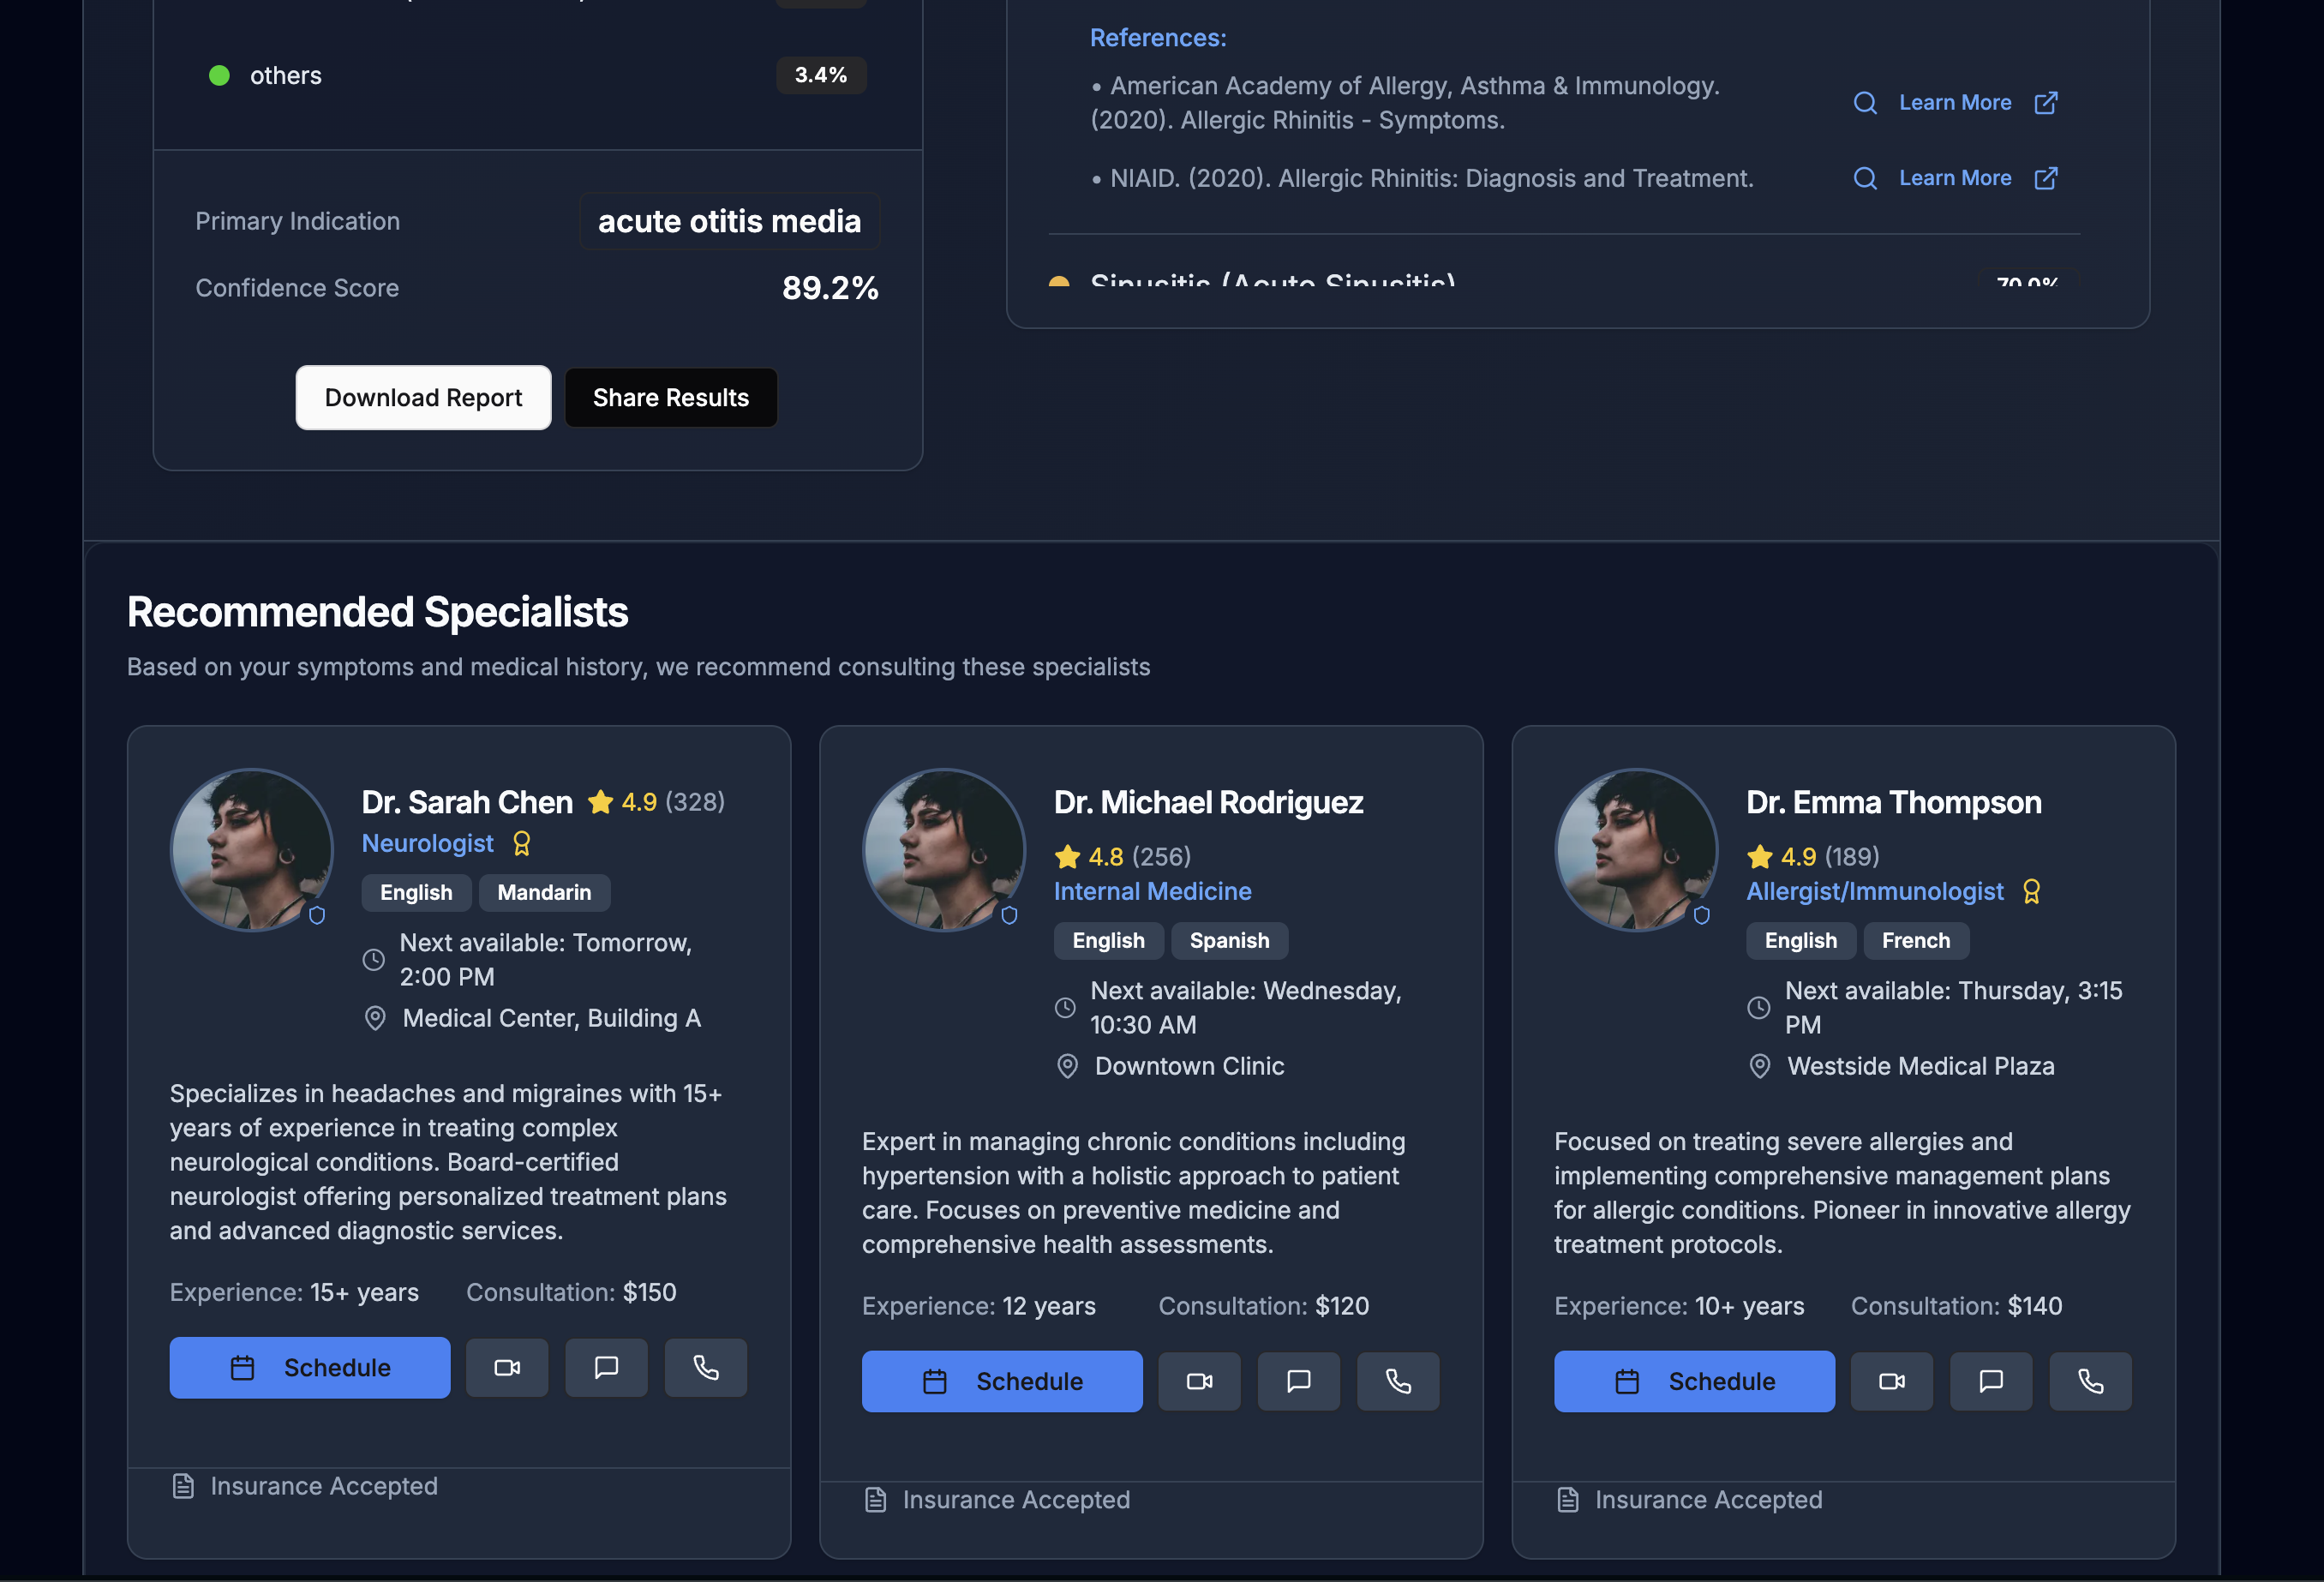 others
3.4%
Primary Indication
acute otitis media
Confidence Score
89.2%
Download Report
Share Results
References:
• American Academy of Allergy, Asthma & Immunology.
(2020). Allergic Rhinitis - Symptoms.
Learn More
• NIAID. (2020). Allergic Rhinitis: Diagnosis and Treatment.
Learn More
Sinusitis (Acute Sinusitis)
Recommended Specialists
Based on your symptoms and medical history, we recommend consulting these specialists
Dr. Sarah Chen 4.9 (328)
Neurologist
English Mandarin
Next available: Tomorrow,
2:00 PM
Medical Center, Building A
Specializes in headaches and migraines with 15+
years of experience in treating complex
neurological conditions. Board-certified
neurologist offering personalized treatment plans
and advanced diagnostic services.
Experience: 15+ years Consultation: $150
Schedule
Insurance Accepted
Dr. Michael Rodriguez
4.8 (256)
Internal Medicine
English Spanish
Next available: Wednesday,
10:30 AM
Downtown Clinic
Expert in managing chronic conditions including
hypertension with a holistic approach to patient
care. Focuses on preventive medicine and
comprehensive health assessments.
Experience: 12 years Consultation: $120
Schedule
Insurance Accepted
Dr. Emma Thompson
4.9 (189)
Allergist/Immunologist
English French
Next available: Thursday, 3:15
PM
Westside Medical Plaza
Focused on treating severe allergies and
implementing comprehensive management plans
for allergic conditions. Pioneer in innovative allergy
treatment protocols.
Experience: 10+ years Consultation: $140
Schedule
Insurance Accepted